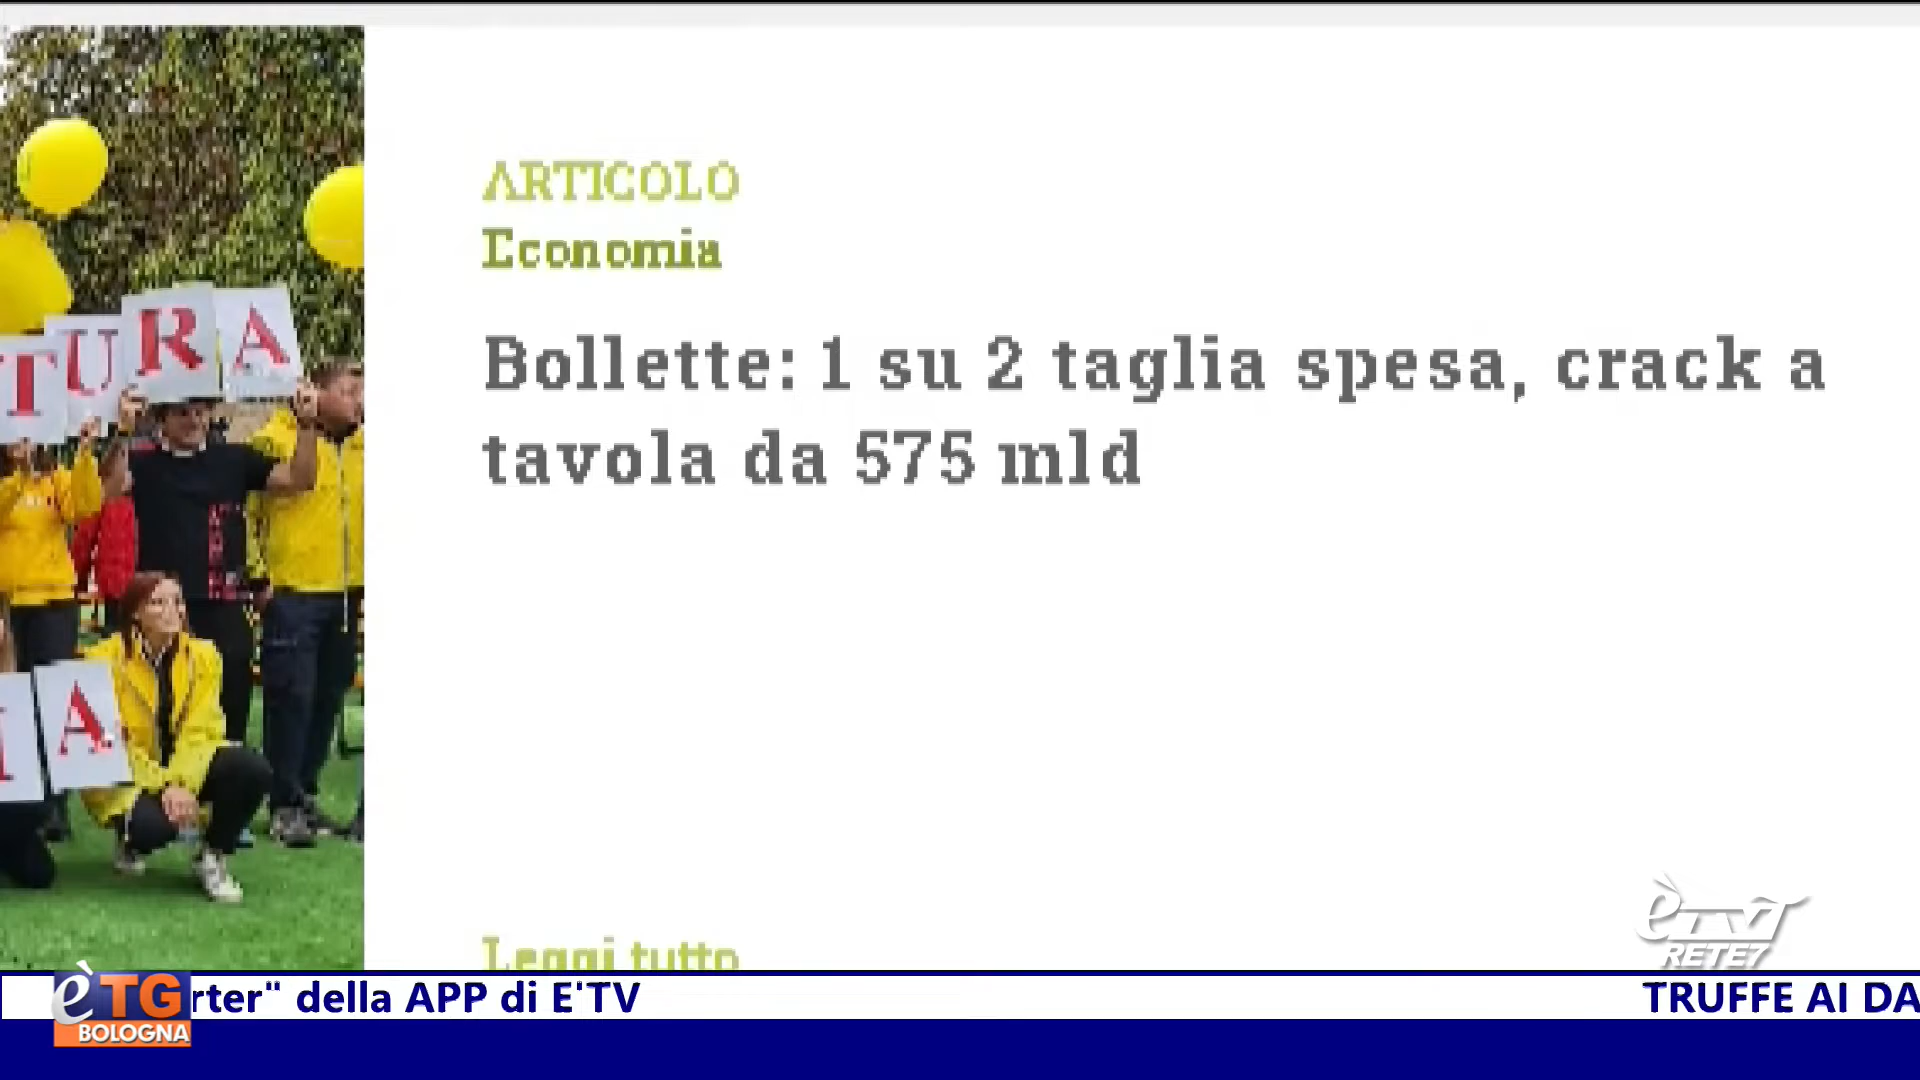 ARTICOLO
Economia
Bollette: 1 su 2 taglia spesa, crack a
tavola da 575 mld
TURA
IA
Leggi tutto
èTV
RETE7
rter" della APP di E'TV
TRUFFE AI DA
èTG
BOLOGNA